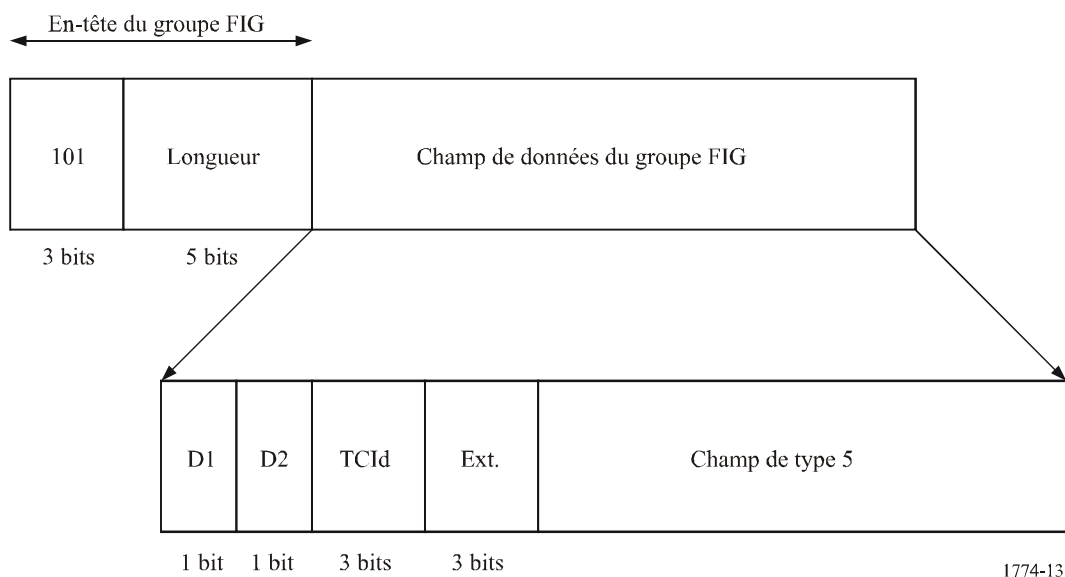 En-tête du groupe FIG
101 Longueur Champ de données du groupe FIG
3 bits 5 bits
D1 D2 TCId Ext. Champ de type 5
1 bit 1 bit 3 bits 3 bits
1774-13